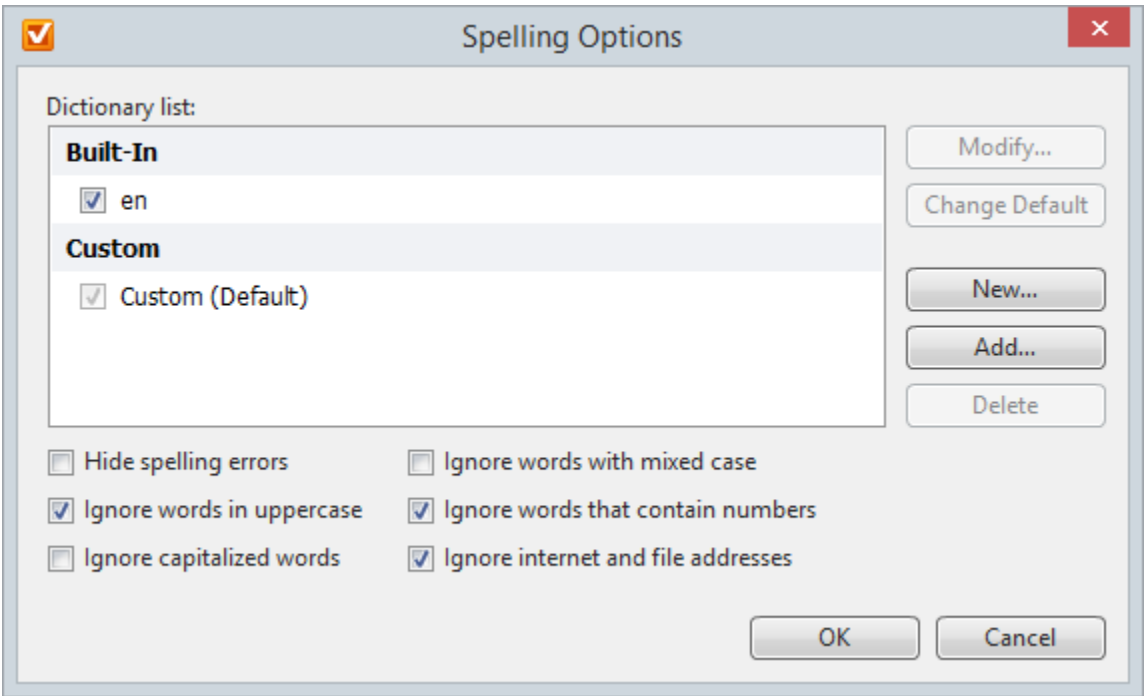 Spelling Options
Dictionary list:
Built-In
en
Custom
Custom (Default)
Modify...
Change Default
New...
Add...
Delete
Hide spelling errors
Ignore words with mixed case
Ignore words in uppercase
Ignore words that contain numbers
Ignore capitalized words
Ignore internet and file addresses
OK
Cancel